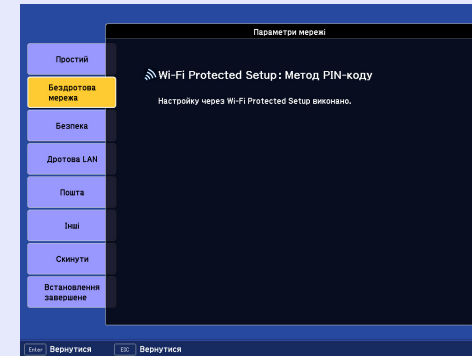 Параметри мережі
Простий
Бездротова
мережа
Безпека
Дротова LAN
Пошта
Інші
Скинути
Встановлення
завершене
Wi-Fi Protected Setup: Метод PIN-коду
Настройку через Wi-Fi Protected Setup виконано.
Enter Вернутися ESC Вернутися